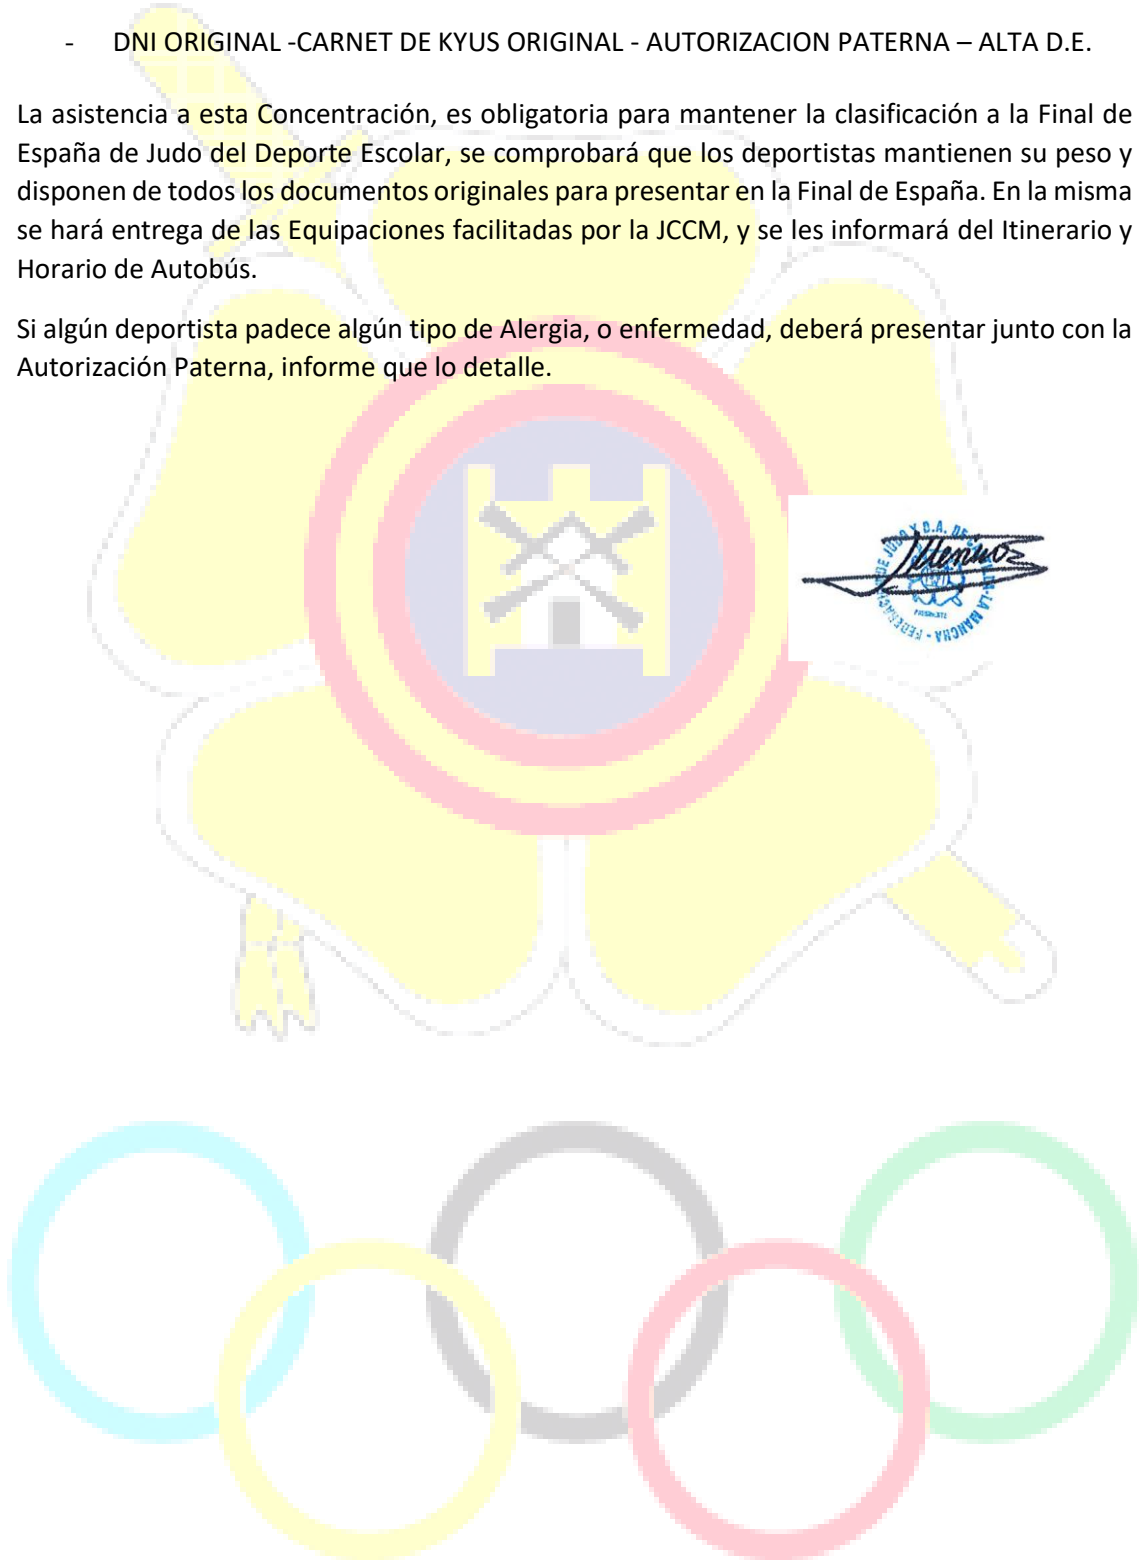 - DNI ORIGINAL -CARNET DE KYUS ORIGINAL - AUTORIZACION PATERNA – ALTA D.E.
La asistencia a esta Concentración, es obligatoria para mantener la clasificación a la Final de
España de Judo del Deporte Escolar, se comprobará que los deportistas mantienen su peso y
disponen de todos los documentos originales para presentar en la Final de España. En la misma
se hará entrega de las Equipaciones facilitadas por la JCCM, y se les informará del Itinerario y
Horario de Autobús.
Si algún deportista padece algún tipo de Alergia, o enfermedad, deberá presentar junto con la
Autorización Paterna, informe que lo detalle.